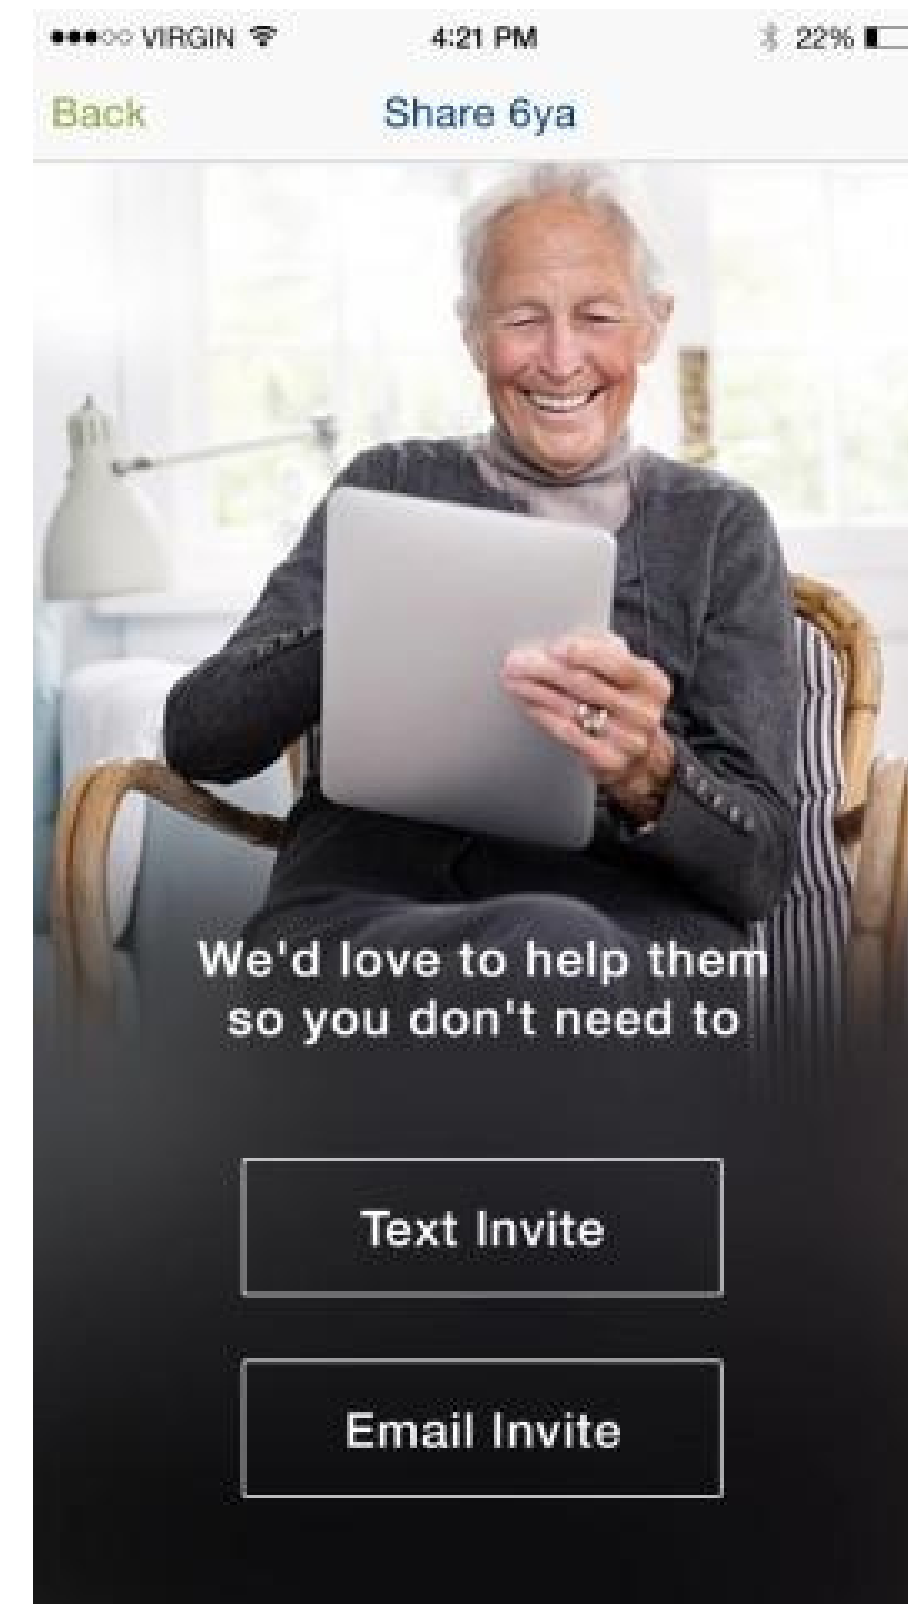 VIRGIN 4:21 PM 22%
Back Share 6ya
We'd love to help them
so you don't need to
Text Invite
Email Invite